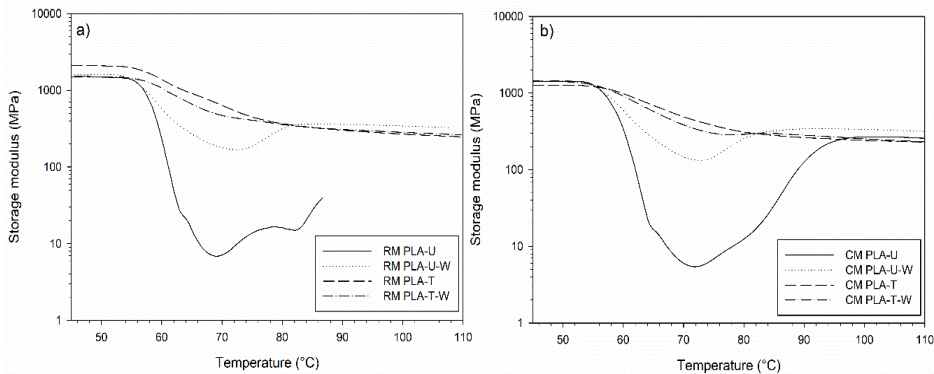 a)
Storage modulus (MPa)
10000
1000
100
10
1
50 60 70 80 90 100 110
Temperature (°C)
RM PLA-U
RM PLA-U-W
RM PLA-T
RM PLA-T-W
b)
Storage modulus (MPa)
10000
1000
100
10
1
50 60 70 80 90 100 110
Temperature (°C)
CM PLA-U
CM PLA-U-W
CM PLA-T
CM PLA-T-W